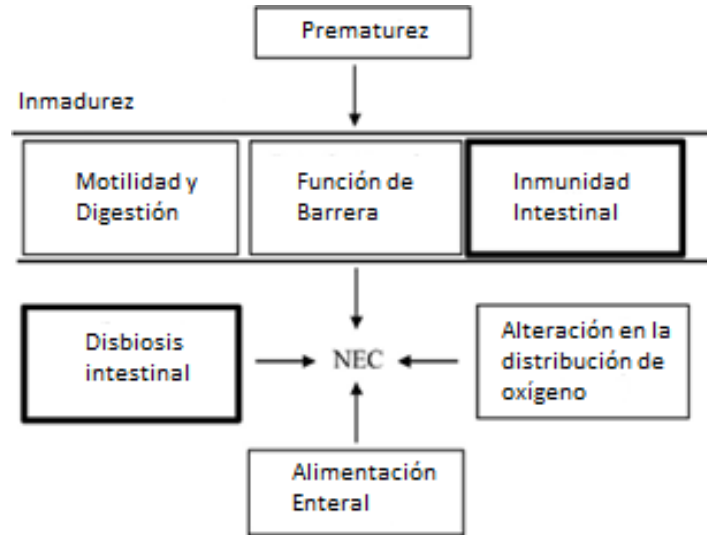 Prematurez
Inmadurez
Motilidad y
Digestión
Función de
Barrera
Inmunidad
Intestinal
Disbiosis
intestinal
NEC
Alteración en la
distribución de
oxígeno
Alimentación
Enteral